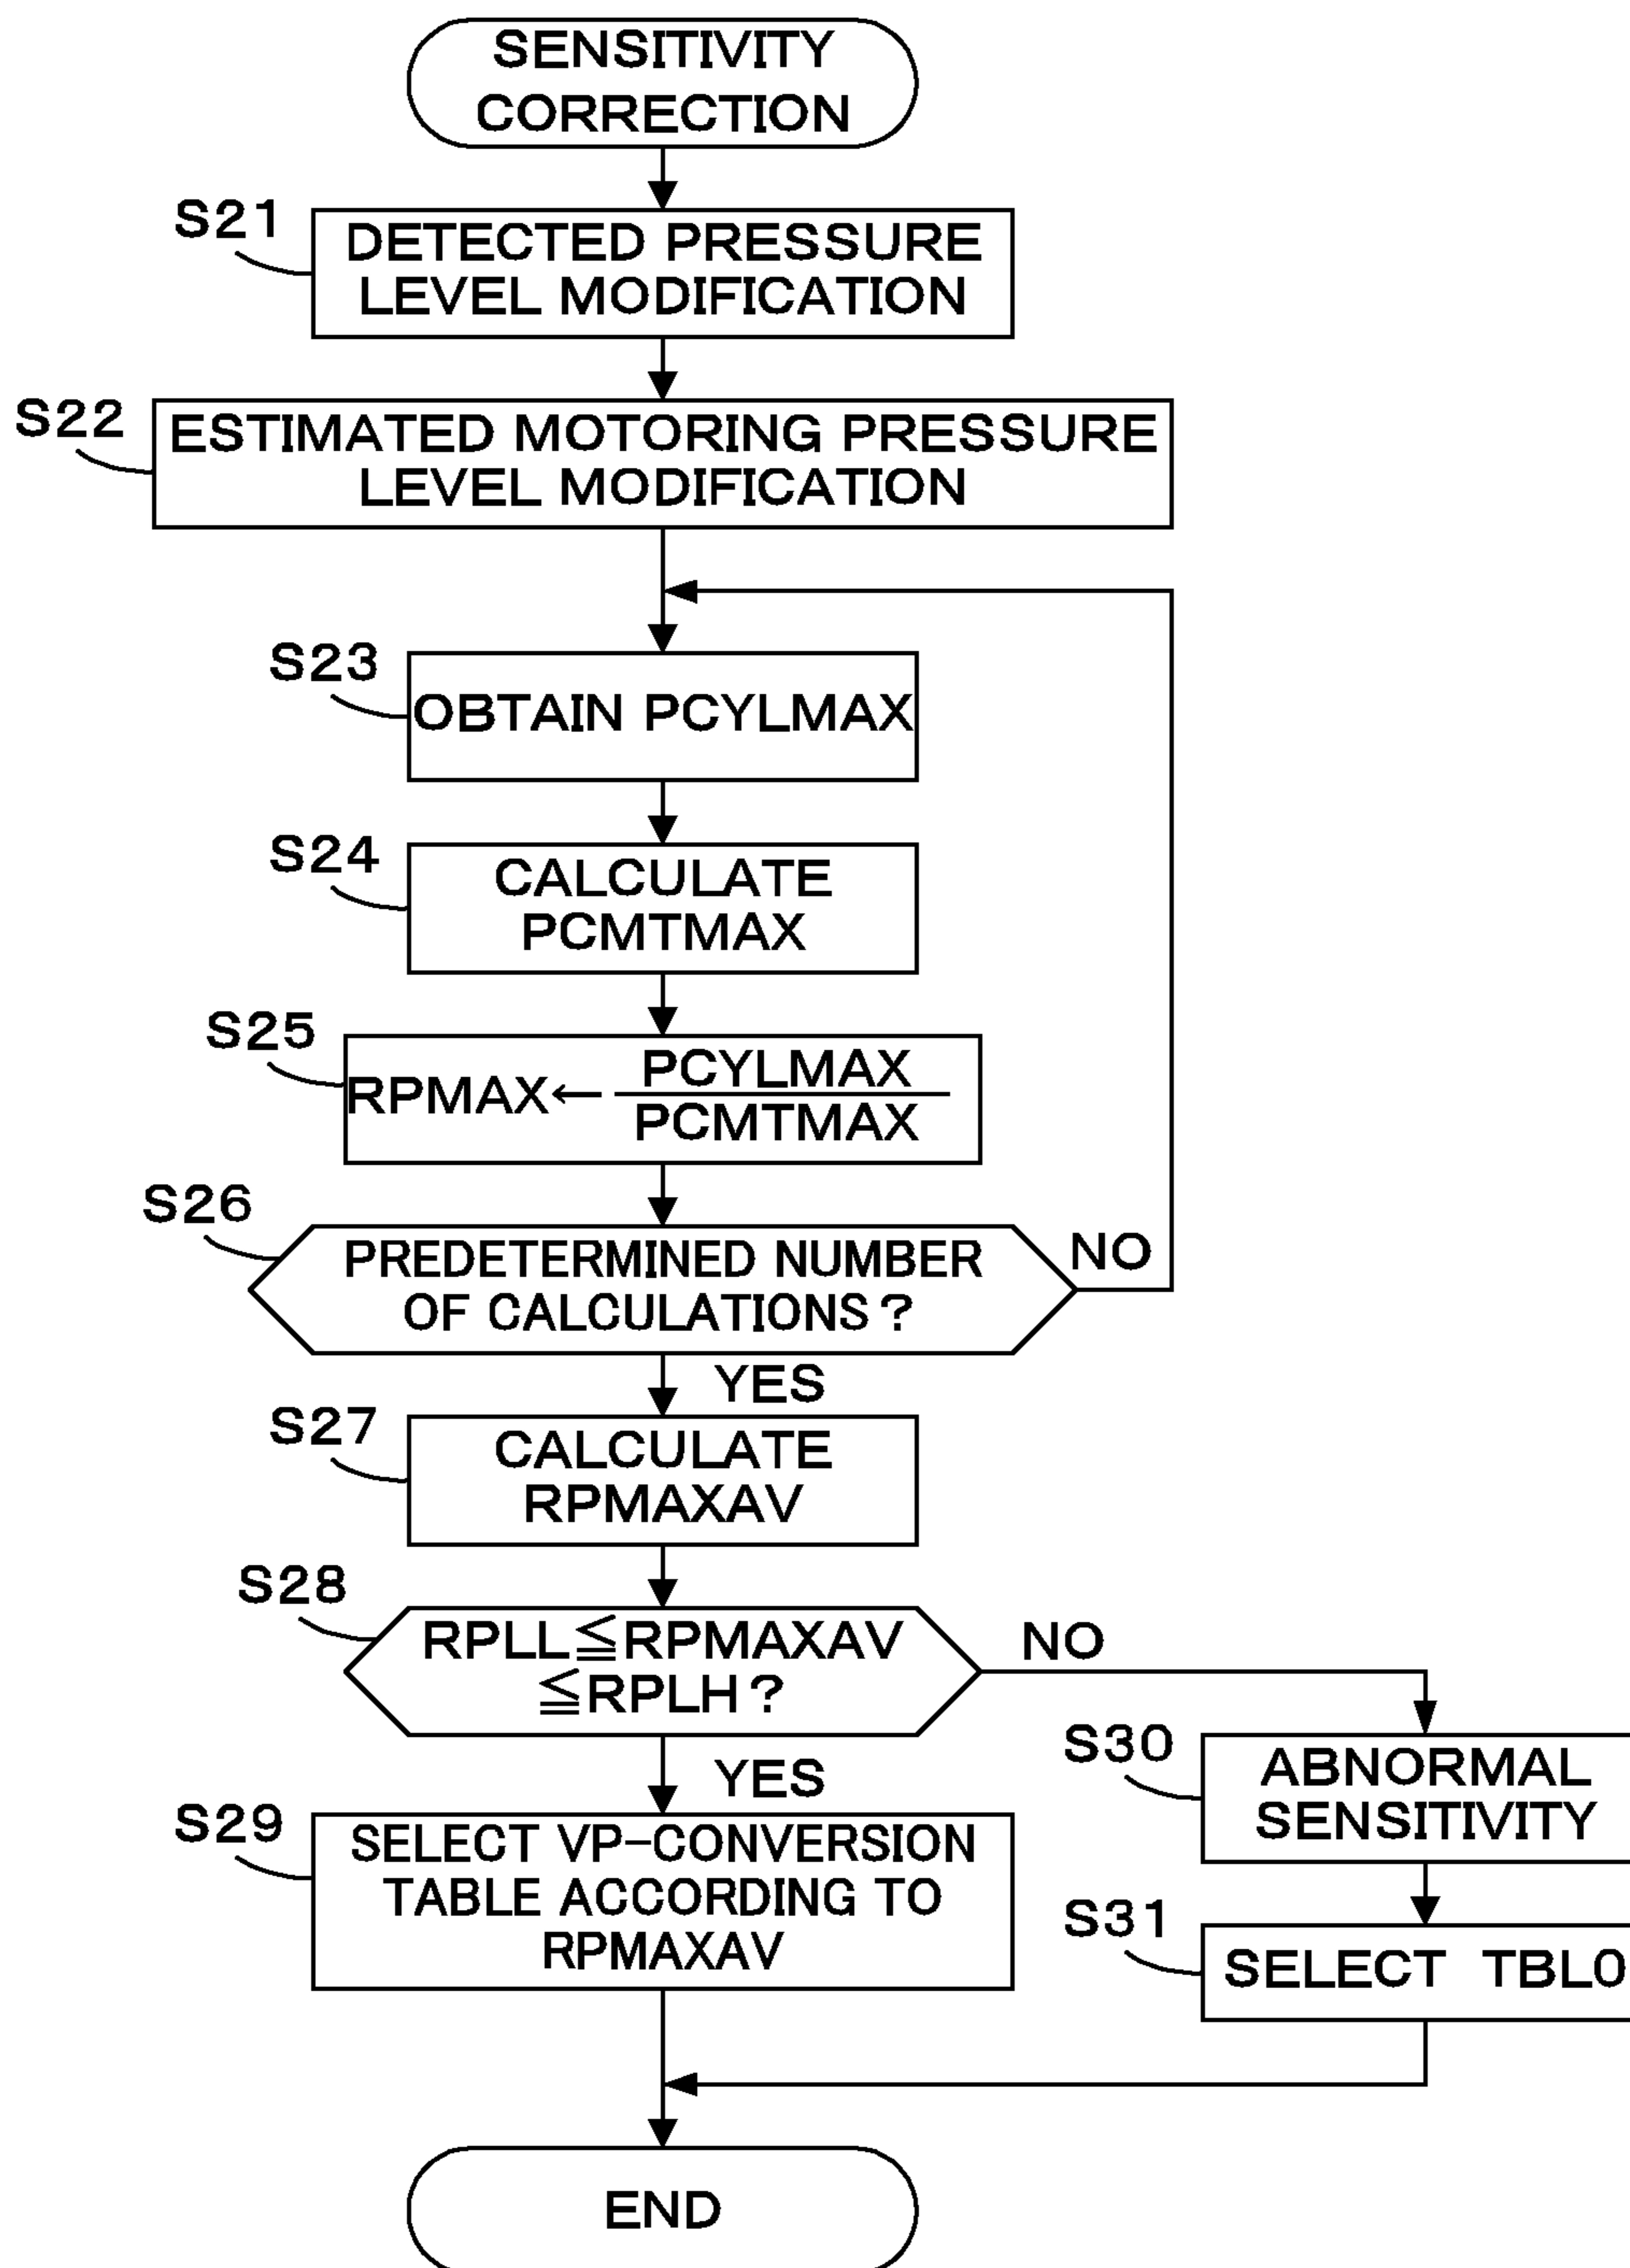 SENSITIVITY
CORRECTION
S21
DETECTED PRESSURE
LEVEL MODIFICATION
S22
ESTIMATED MOTORING PRESSURE
LEVEL MODIFICATION
S23
OBTAIN PCYLMAX
S24
CALCULATE
PCMTMAX
S25
RPMAX← PCYLMAX
PCMTMAX
S26
PREDETERMINED NUMBER
OF CALCULATIONS?
NO
YES
S27
CALCULATE
RPMAXAV
S28
RPLL≦RPMAXAV
≦RPLH?
NO
YES
S29
SELECT VP-CONVERSION
TABLE ACCORDING TO
RPMAXAV
S30
ABNORMAL
SENSITIVITY
S31
SELECT TBL0
END